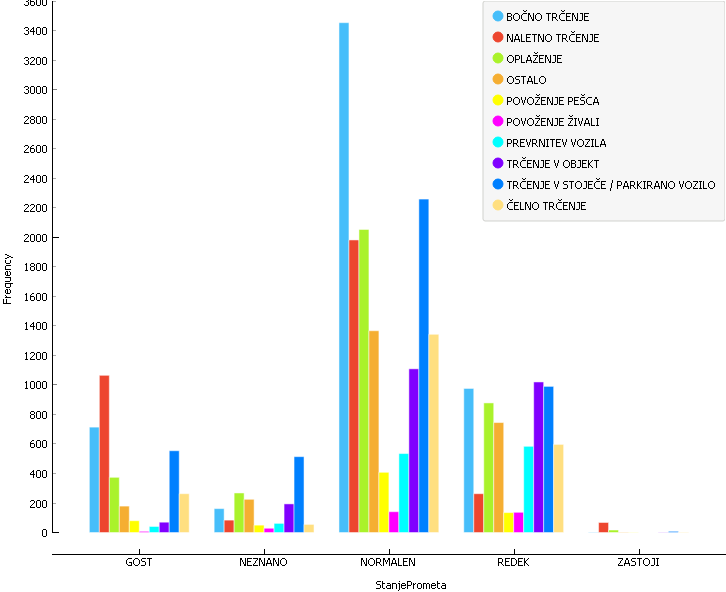 3600
3400
3200
3000
2800
2600
2400
2200
2000
1800
1600
1400
1200
1000
800
600
400
200
0
Frequency
BOČNO TRČENJE
NALETNO TRČENJE
OPLAŽENJE
OSTALO
POVOŽENJE PEŠCA
POVOŽENJE ŽIVALI
PREVRNITEV VOZILA
TRČENJE V OBJEKT
TRČENJE V STOJEČE / PARKIRANO VOZILO
ČELNO TRČENJE
GOST NEZNANO NORMALEN REDEK ZASTOJI
StanjePrometa